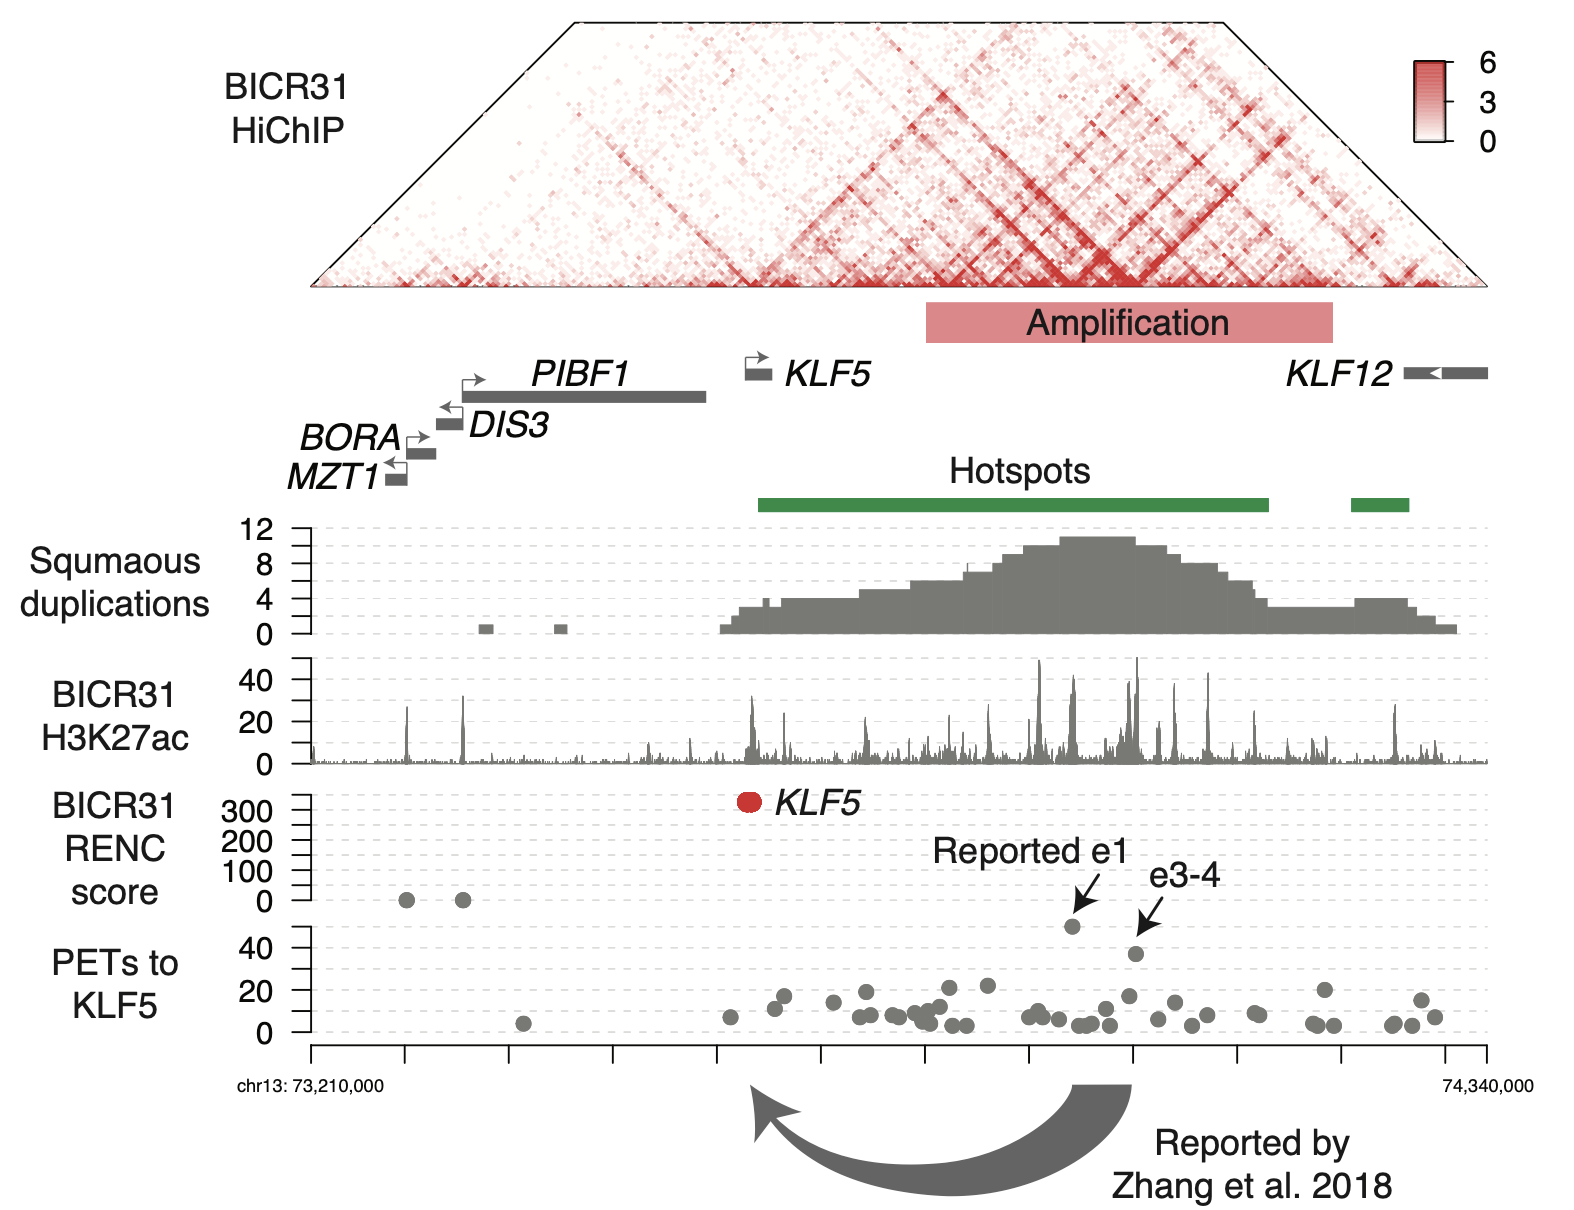 BICR31
HiChIP
6
3
0
Amplification
PIBF1
KLF5
KLF12
DIS3
BORA
MZT1
Hotspots
Squmaous
duplications
12
8
4
0
BICR31
H3K27ac
40
20
0
BICR31
RENC
score
300
200
100
0
KLF5
Reported e1
e3-4
PETs to
KLF5
40
20
0
chr13: 73,210,000
74,340,000
Reported by
Zhang et al. 2018